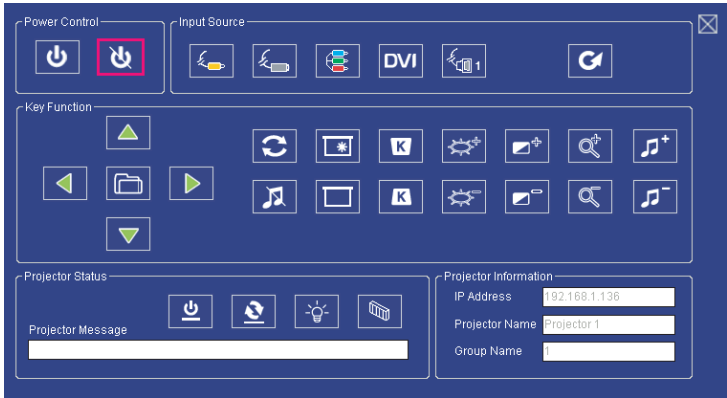 Power Control
Input Source
DVI
1
Key Function
K
K
Projector Status
Projector Message
Projector Information
IP Address 192.168.1.136
Projector Name Projector 1
Group Name 1